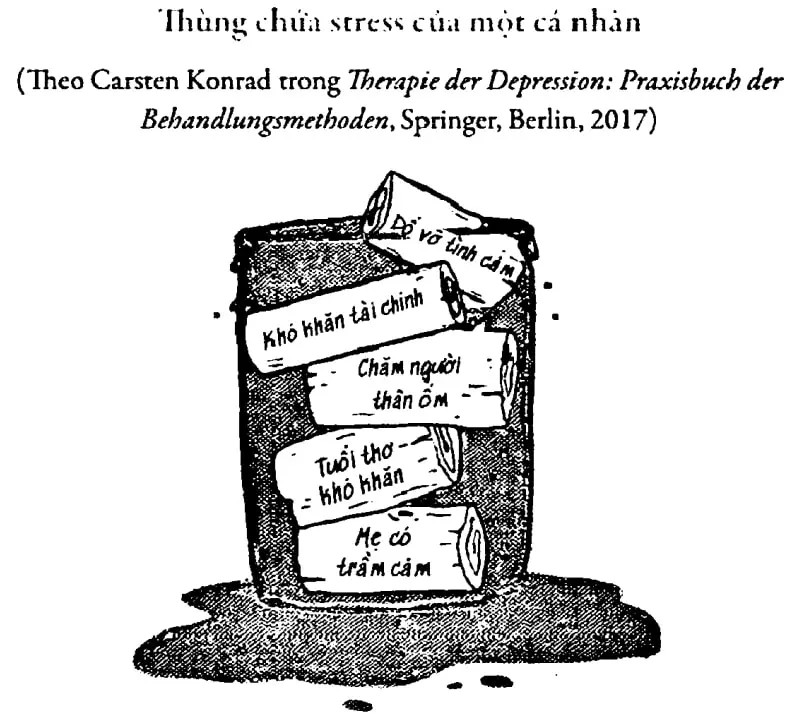 Thùng chứa stress của một cá nhân
(Theo Carsten Konrad trong Therapie der Depression: Praxisbuch der
Behandlungsmethoden, Springer, Berlin, 2017)
Đổ vỡ tình cảm
Khó khăn tài chính
Chăm người
thân ốm
Tuổi thơ
khó khăn
Mẹ có
trầm cảm